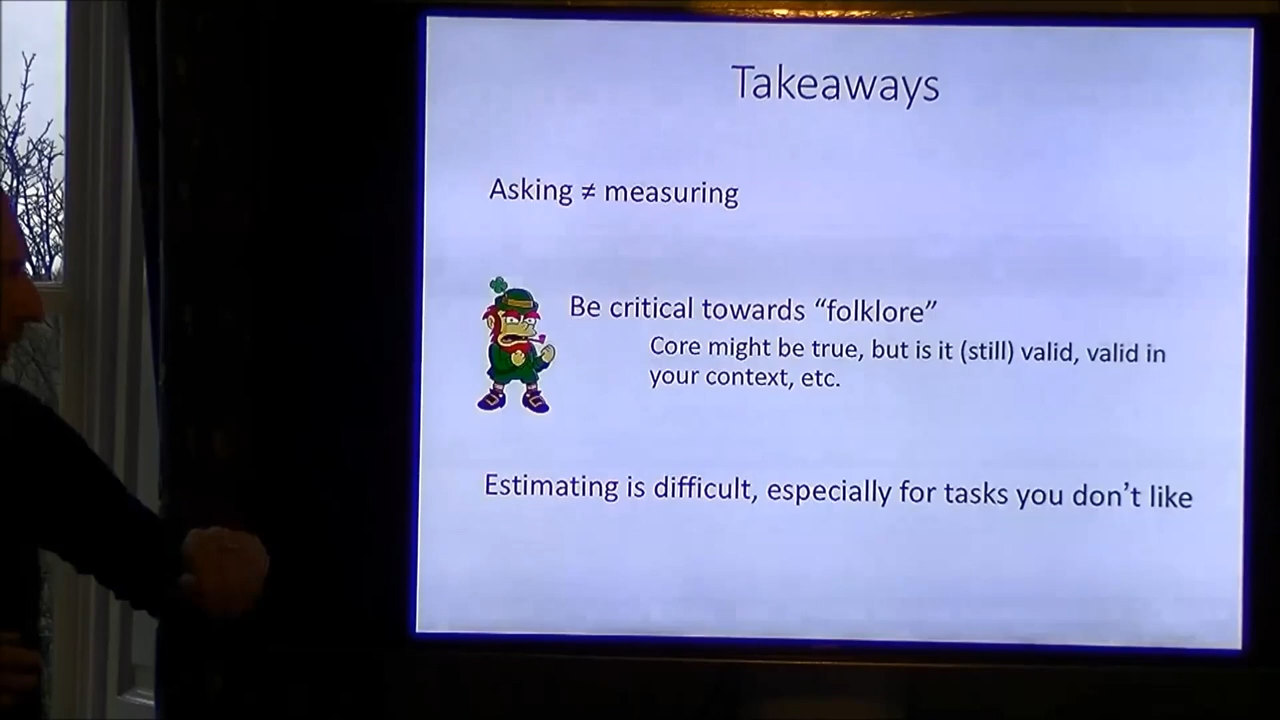 Takeaways
Asking ≠ measuring
Be critical towards “folklore”
Core might be true, but is it (still) valid, valid in
your context, etc.
Estimating is difficult, especially for tasks you don’t like